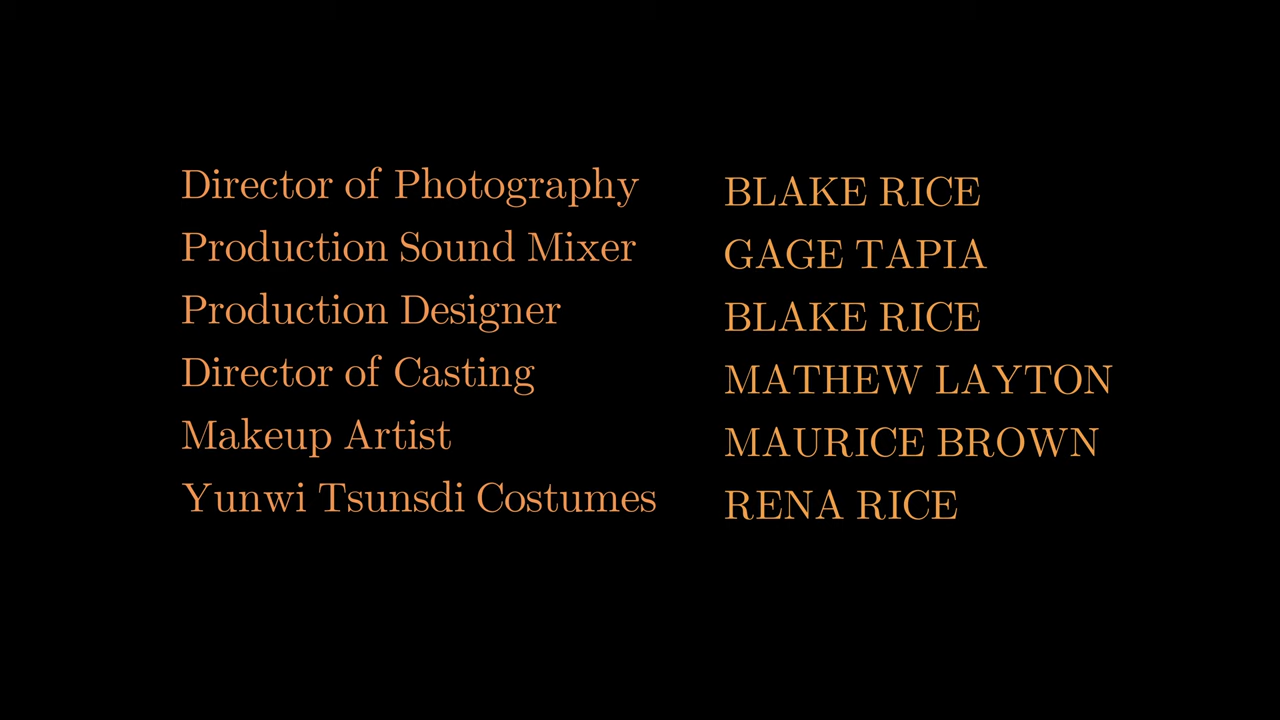 Director of Photography BLAKE RICE
Production Sound Mixer GAGE TAPIA
Production Designer BLAKE RICE
Director of Casting MATHEW LAYTON
Makeup Artist MAURICE BROWN
Yunwi Tsunsdi Costumes RENA RICE